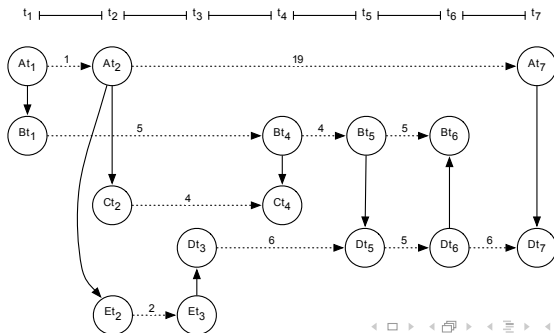 t1 t2 t3 t4 t5 t6 t7
At1 1 At2 19 At7
Bt1 5 Bt4 4 Bt5 5 Bt6
Ct2 4 Ct4
Dt3 6 Dt5 5 Dt6 6 Dt7
Et2 2 Et3